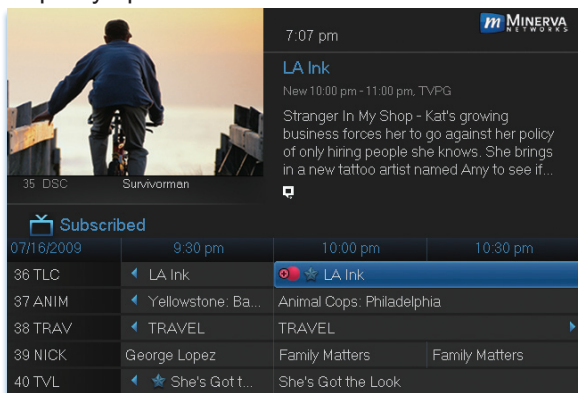 7:07 pm
m MINERVA
NETWORKS
LA Ink
New 10:00 pm - 11:00 pm, TVPG
Stranger In My Shop - Kat's growing
business forces her to go against her policy
of only hiring people she knows. She brings
in a new tattoo artist named Amy to see if...
35 DSC Survivorman
Subscribed
07/16/2009 9:30 pm 10:00 pm 10:30 pm
36 TLC LA Ink LA Ink
37 ANIM Yellowstone: Ba... Animal Cops: Philadelphia
38 TRAV TRAVEL TRAVEL
39 NICK George Lopez Family Matters Family Matters
40 TVL She's Got t... She's Got the Look